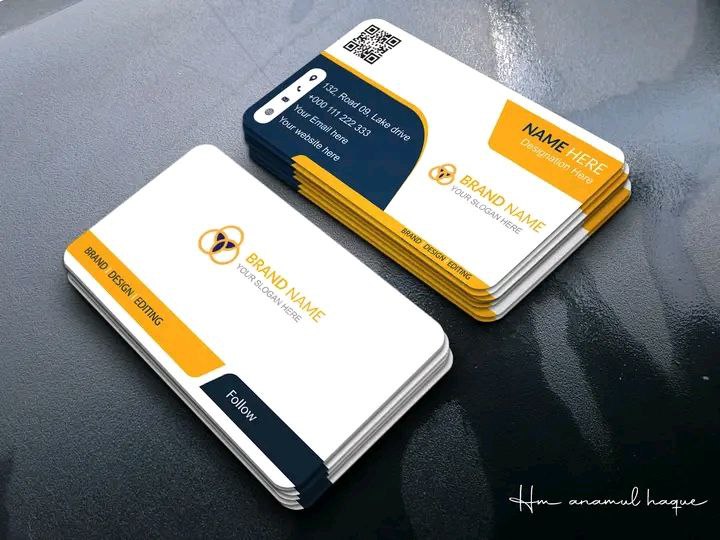 132, Road 09, Lake drive
+000 111 222 333
Your Email here
Your website here
NAME HERE
Designation Here
BRAND NAME
YOUR SLOGAN HERE
BRAND DESIGN EDITING
BRAND NAME
YOUR SLOGAN HERE
BRAND DESIGN EDITING
Follow
Hm anamul haque